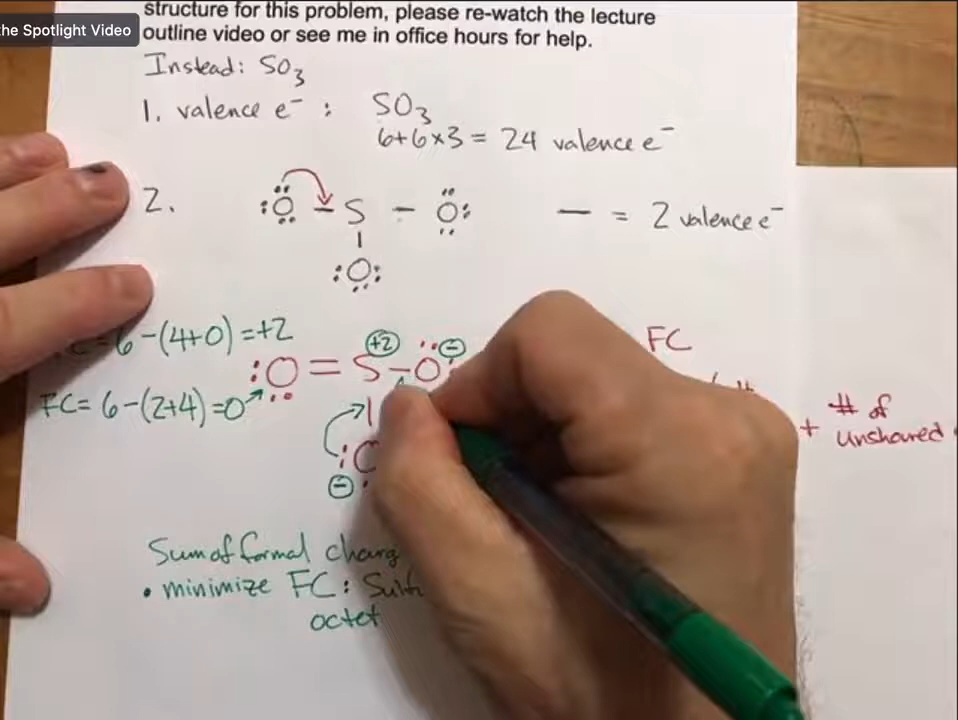 structure for this problem, please re-watch the lecture
the Spotlight Video
outline video or see me in office hours for help.
Instead: SO3
1. valence e⁻ : SO3
6+6×3 = 24 valence e⁻
2. :Ö - S - Ö: — = 2 valence e⁻
:O:
=6-(4+0)=+2
+2
FC
:O = S - O
FC= 6-(2+4)=0
# of
+ unshared
Sum of formal
• minimize FC:
octet